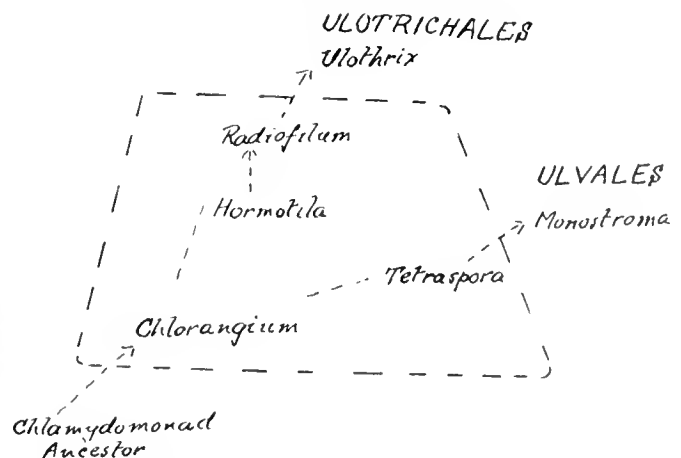 ULOTRICHALES
Ulothrix
Radiofilum
ULVALES
Hormotila
Monostroma
Tetraspora
Chlorangium
Chlamydomonad
Ancestor